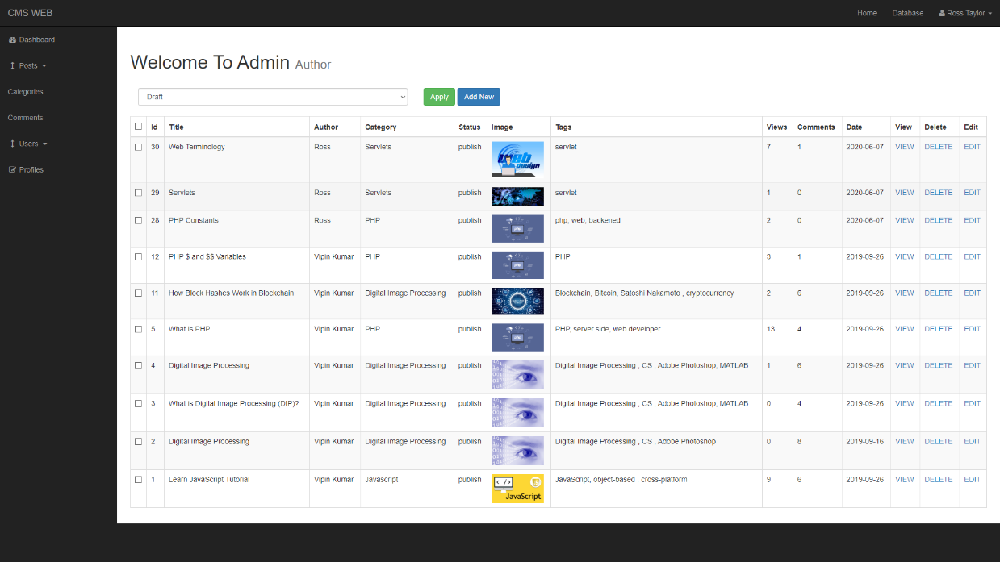 CMS WEB Home Database Ross Taylor
Dashboard
Posts
Categories
Comments
Users
Profiles
Welcome To Admin Author
Draft Apply Add New
Id Title Author Category Status Image Tags Views Comments Date View Delete Edit
30 Web Terminology Ross Servlets publish web design servlet 7 1 2020-06-07 VIEW DELETE EDIT
29 Servlets Ross Servlets publish servlet 1 0 2020-06-07 VIEW DELETE EDIT
28 PHP Constants Ross PHP publish php php, web, backened 2 0 2020-06-07 VIEW DELETE EDIT
12 PHP $ and $$ Variables Vipin Kumar PHP publish php PHP 3 1 2019-09-26 VIEW DELETE EDIT
11 How Block Hashes Work in Blockchain Vipin Kumar Digital Image Processing publish Blockchain, Bitcoin, Satoshi Nakamoto , cryptocurrency 2 6 2019-09-26 VIEW DELETE EDIT
5 What is PHP Vipin Kumar PHP publish php PHP, server side, web developer 13 4 2019-09-26 VIEW DELETE EDIT
4 Digital Image Processing Vipin Kumar Digital Image Processing publish Digital Image Processing , CS , Adobe Photoshop, MATLAB 1 6 2019-09-26 VIEW DELETE EDIT
3 What is Digital Image Processing (DIP)? Vipin Kumar Digital Image Processing publish Digital Image Processing , CS , Adobe Photoshop, MATLAB 0 4 2019-09-26 VIEW DELETE EDIT
2 Digital Image Processing Vipin Kumar Digital Image Processing publish Digital Image Processing , CS , Adobe Photoshop 0 8 2019-09-16 VIEW DELETE EDIT
1 Learn JavaScript Tutorial Vipin Kumar Javascript publish JavaScript JavaScript, object-based , cross-platform 9 6 2019-09-26 VIEW DELETE EDIT